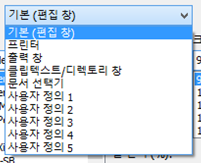 기본 (편집 창)
기본 (편집 창)
프린터
출력 창
클립텍스트/디렉토리 창
문서 선택기
사용자 정의 1
사용자 정의 2
사용자 정의 3
사용자 정의 4
사용자 정의 5